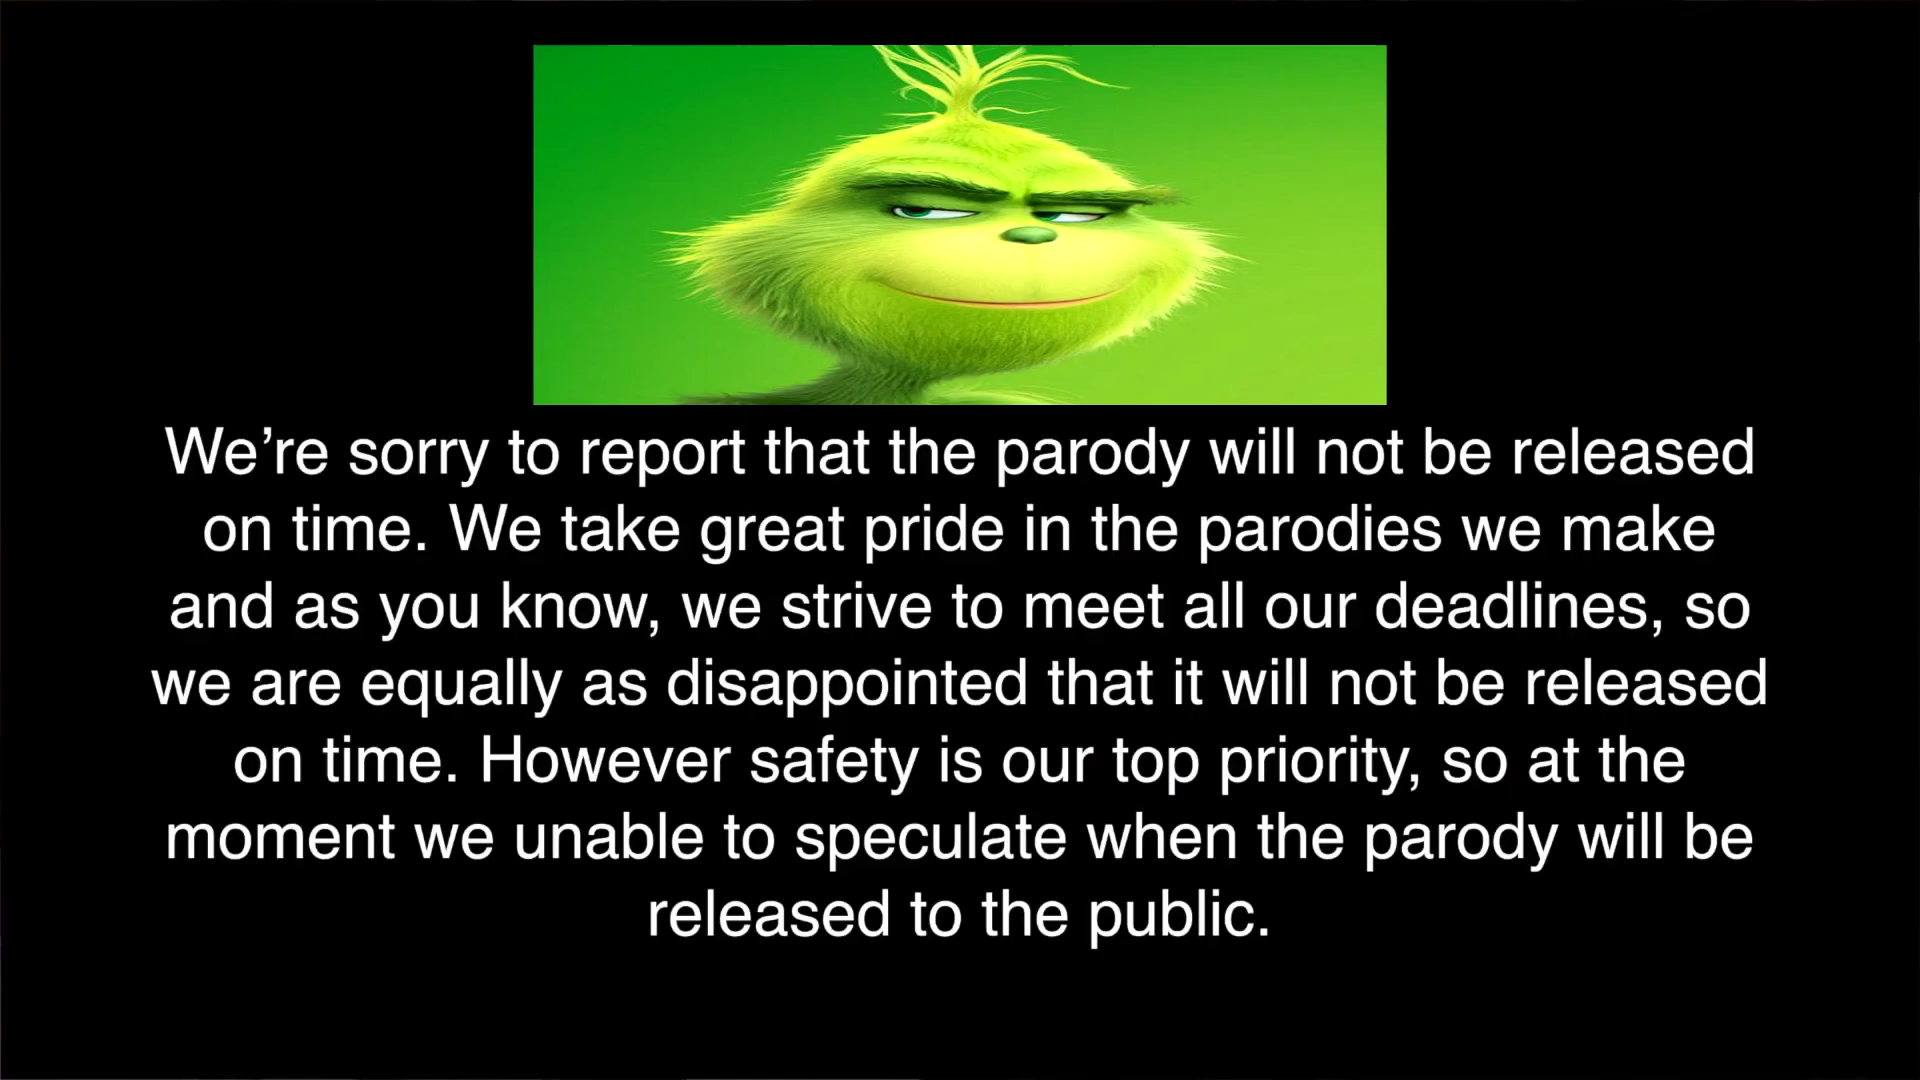 We’re sorry to report that the parody will not be released
on time. We take great pride in the parodies we make
and as you know, we strive to meet all our deadlines, so
we are equally as disappointed that it will not be released
on time. However safety is our top priority, so at the
moment we unable to speculate when the parody will be
released to the public.